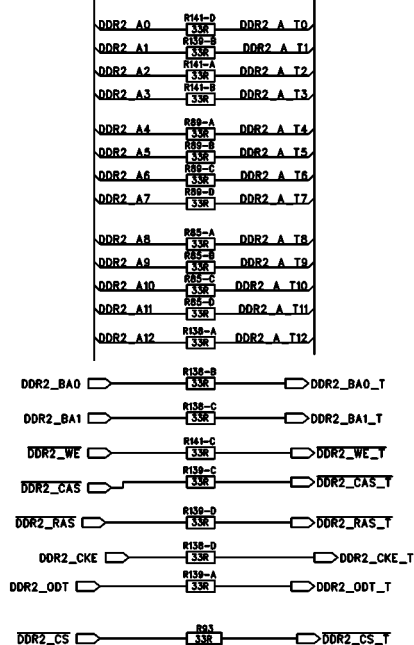 DDR2_A0 R141-D 33R DDR2_A_T0
DDR2_A1 R139-B 33R DDR2_A_T1
DDR2_A2 R141-A 33R DDR2_A_T2
DDR2_A3 R141-B 33R DDR2_A_T3
DDR2_A4 R89-A 33R DDR2_A_T4
DDR2_A5 R89-B 33R DDR2_A_T5
DDR2_A6 R89-C 33R DDR2_A_T6
DDR2_A7 R89-D 33R DDR2_A_T7
DDR2_A8 R85-A 33R DDR2_A_T8
DDR2_A9 R85-B 33R DDR2_A_T9
DDR2_A10 R85-C 33R DDR2_A_T10
DDR2_A11 R85-D 33R DDR2_A_T11
DDR2_A12 R138-A 33R DDR2_A_T12
DDR2_BA0 R138-B 33R DDR2_BA0_T
DDR2_BA1 R138-C 33R DDR2_BA1_T
DDR2_WE R141-C 33R DDR2_WE_T
DDR2_CAS R139-C 33R DDR2_CAS_T
DDR2_RAS R139-D 33R DDR2_RAS_T
DDR2_CKE R138-D 33R DDR2_CKE_T
DDR2_ODT R139-A 33R DDR2_ODT_T
DDR2_CS R93 33R DDR2_CS_T